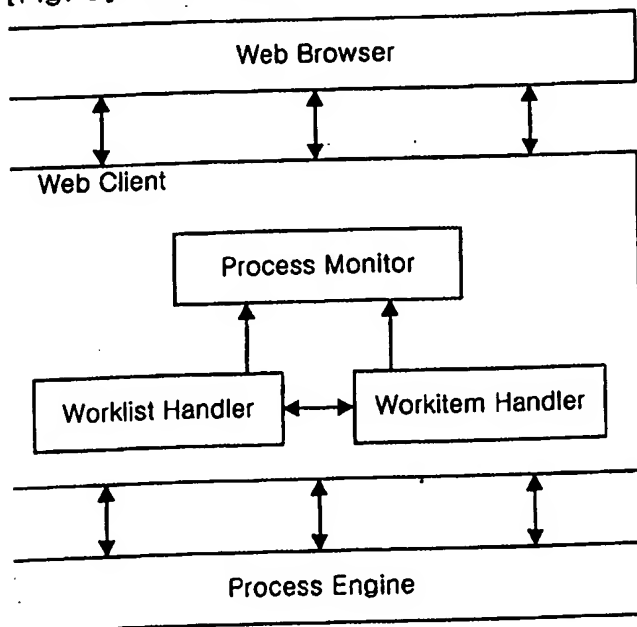 Web Browser
Web Client
Process Monitor
Worklist Handler
Workitem Handler
Process Engine